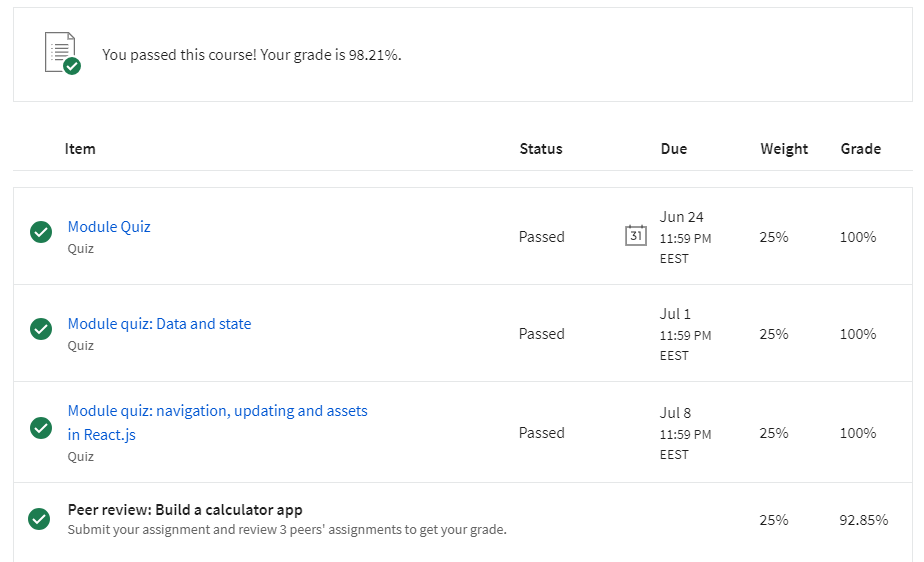 You passed this course! Your grade is 98.21%.
Item Status Due Weight Grade
Module Quiz
Quiz
Passed
31
Jun 24
11:59 PM
EEST
25%
100%
Module quiz: Data and state
Quiz
Passed
Jul 1
11:59 PM
EEST
25%
100%
Module quiz: navigation, updating and assets
in React.js
Quiz
Passed
Jul 8
11:59 PM
EEST
25%
100%
Peer review: Build a calculator app
Submit your assignment and review 3 peers' assignments to get your grade.
25%
92.85%